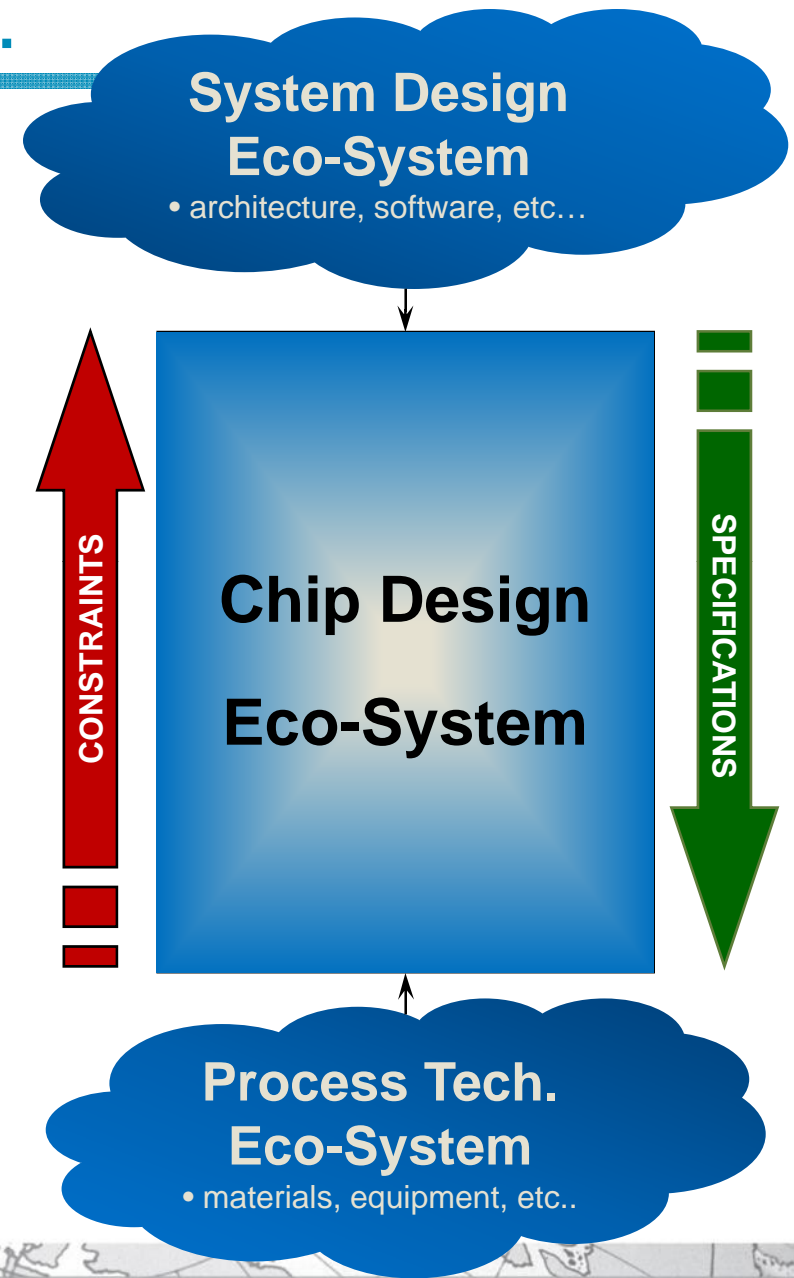 .
System Design
Eco-System
• architecture, software, etc…
CONSTRAINTS
SPECIFICATIONS
Chip Design
Eco-System
Process Tech.
Eco-System
• materials, equipment, etc..